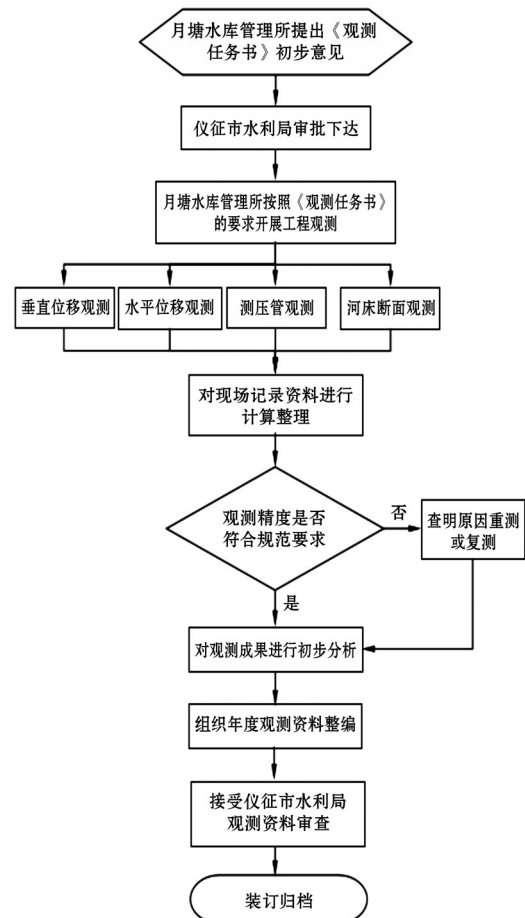 月塘水库管理所提出《观测
任务书》初步意见
仪征市水利局审批下达
月塘水库管理所按照《观测任务书》
的要求开展工程观测
垂直位移观测
水平位移观测
测压管观测
河床断面观测
对现场记录资料进行
计算整理
观测精度是否
符合规范要求
否
查明原因重测
或复测
是
对观测成果进行初步分析
组织年度观测资料整编
接受仪征市水利局
观测资料审查
装订归档